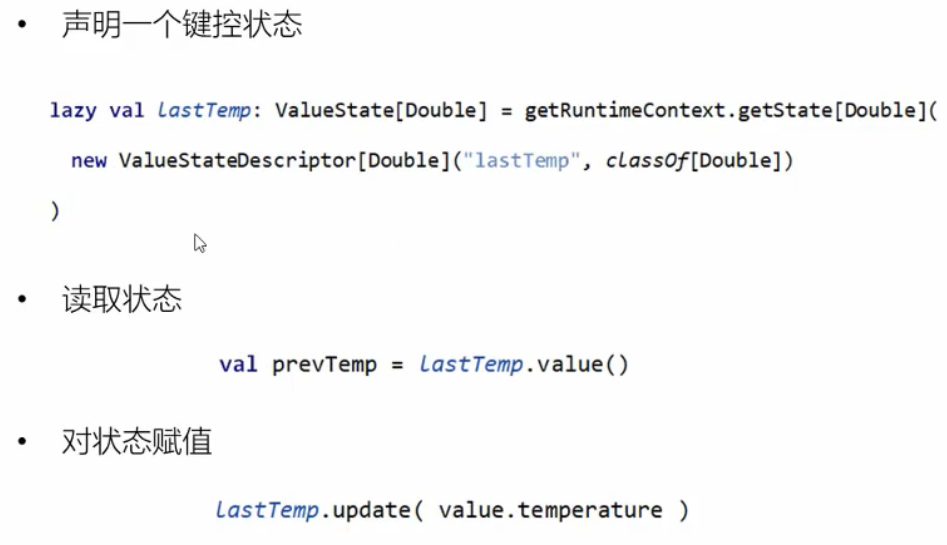 • 声明一个键控状态
lazy val lastTemp: ValueState[Double] = getRuntimeContext.getState[Double](
new ValueStateDescriptor[Double]("lastTemp", classOf[Double])
)
• 读取状态
val prevTemp = lastTemp.value()
• 对状态赋值
lastTemp.update( value.temperature )